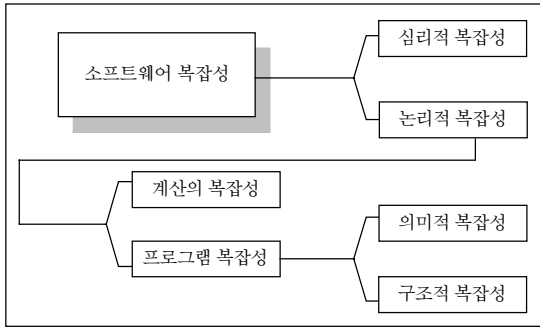 소프트웨어 복잡성
심리적 복잡성
논리적 복잡성
계산의 복잡성
프로그램 복잡성
의미적 복잡성
구조적 복잡성